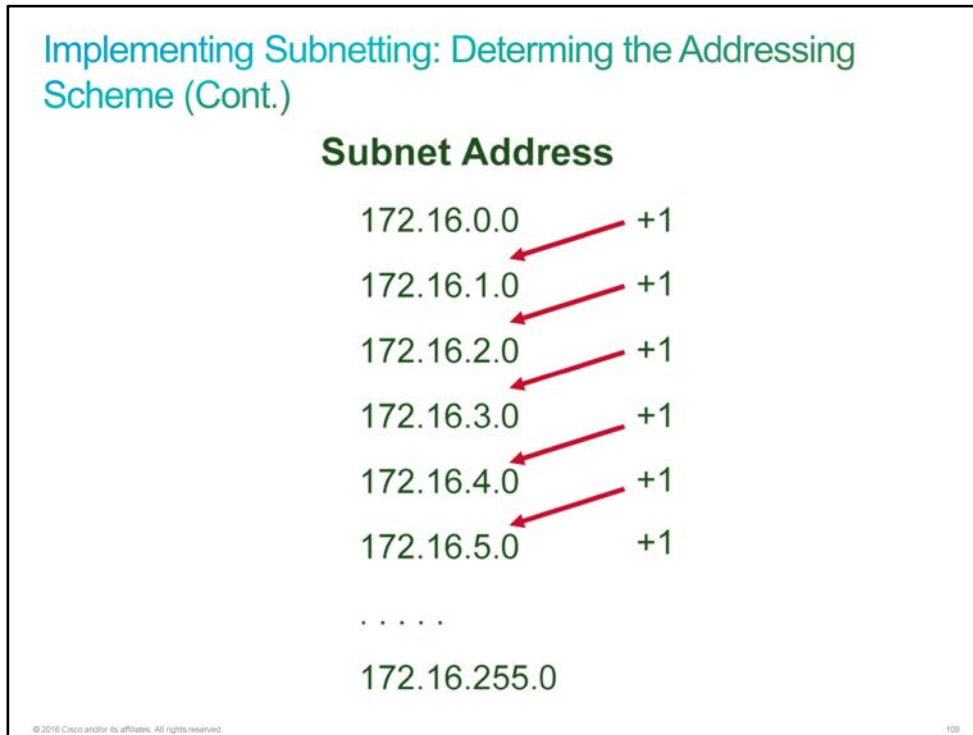 Implementing Subnetting: Determing the Addressing
Scheme (Cont.)
Subnet Address
172.16.0.0 +1
172.16.1.0 +1
172.16.2.0 +1
172.16.3.0 +1
172.16.4.0 +1
172.16.5.0 +1
. . . . .
172.16.255.0
© 2016 Cisco and/or its affiliates. All rights reserved. 109